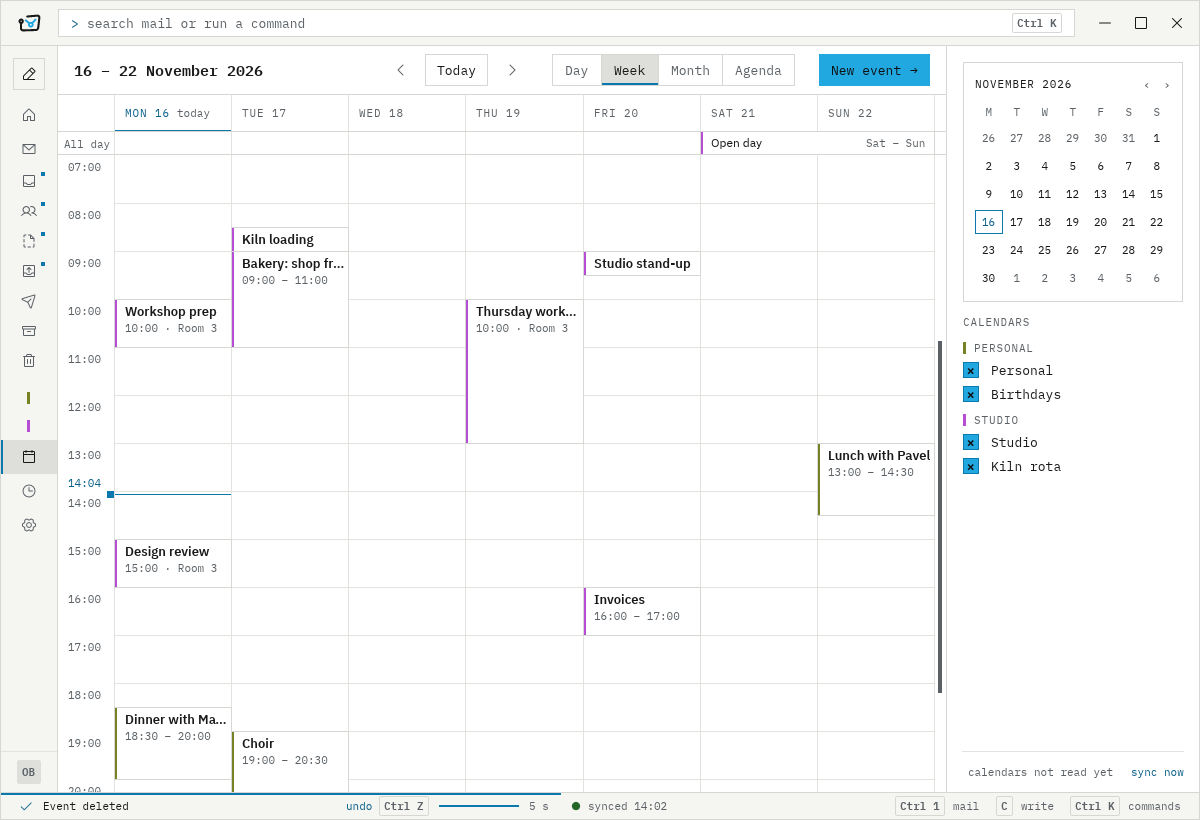 > search mail or run a command Ctrl K
16 – 22 November 2026 Today Day Week Month Agenda New event →
MON 16 today TUE 17 WED 18 THU 19 FRI 20 SAT 21 SUN 22
All day Open day Sat – Sun
07:00
08:00
Kiln loading
09:00 Bakery: shop fr... Studio stand-up
09:00 – 11:00
10:00 Workshop prep Thursday work...
10:00 · Room 3 10:00 · Room 3
11:00
12:00
13:00 Lunch with Pavel
13:00 – 14:30
14:04
14:00
15:00 Design review
15:00 · Room 3
16:00 Invoices
16:00 – 17:00
17:00
18:00
Dinner with Ma...
18:30 – 20:00
19:00 Choir
19:00 – 20:30
20:00
NOVEMBER 2026 ‹ ›
M T W T F S S
26 27 28 29 30 31 1
2 3 4 5 6 7 8
9 10 11 12 13 14 15
16 17 18 19 20 21 22
23 24 25 26 27 28 29
30 1 2 3 4 5 6
CALENDARS
PERSONAL
Personal
Birthdays
STUDIO
Studio
Kiln rota
calendars not read yet sync now
OB
Event deleted undo Ctrl Z 5 s synced 14:02 Ctrl 1 mail C write Ctrl K commands